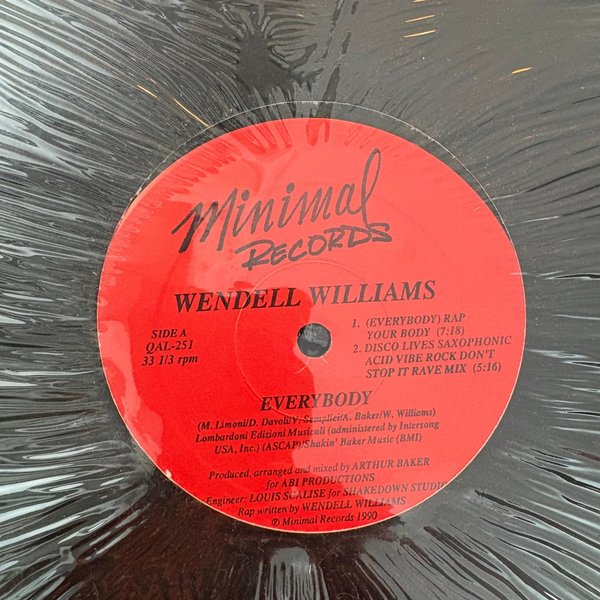 Minimal
RECORDS
WENDELL WILLIAMS
SIDE A
QAL-251
33 1/3 rpm
1. (EVERYBODY) RAP
YOUR BODY (7:18)
2. DISCO LIVES SAXOPHONIC
ACID VIBE ROCK DON'T
STOP IT RAVE MIX (5:16)
EVERYBODY
(M. Limoni/D. Davoli/V. Semplici/A. Baker/W. Williams)
Lombardoni Edizioni Musicali (administered by Intersong
USA, Inc.) (ASCAP)/Shakin' Baker Music (BMI)
Produced, arranged and mixed by ARTHUR BAKER
for ABI PRODUCTIONS
Engineer: LOUIS SCALISE for SHAKEDOWN STUDIO
Rap written by WENDELL WILLIAMS
℗ Minimal Records 1990